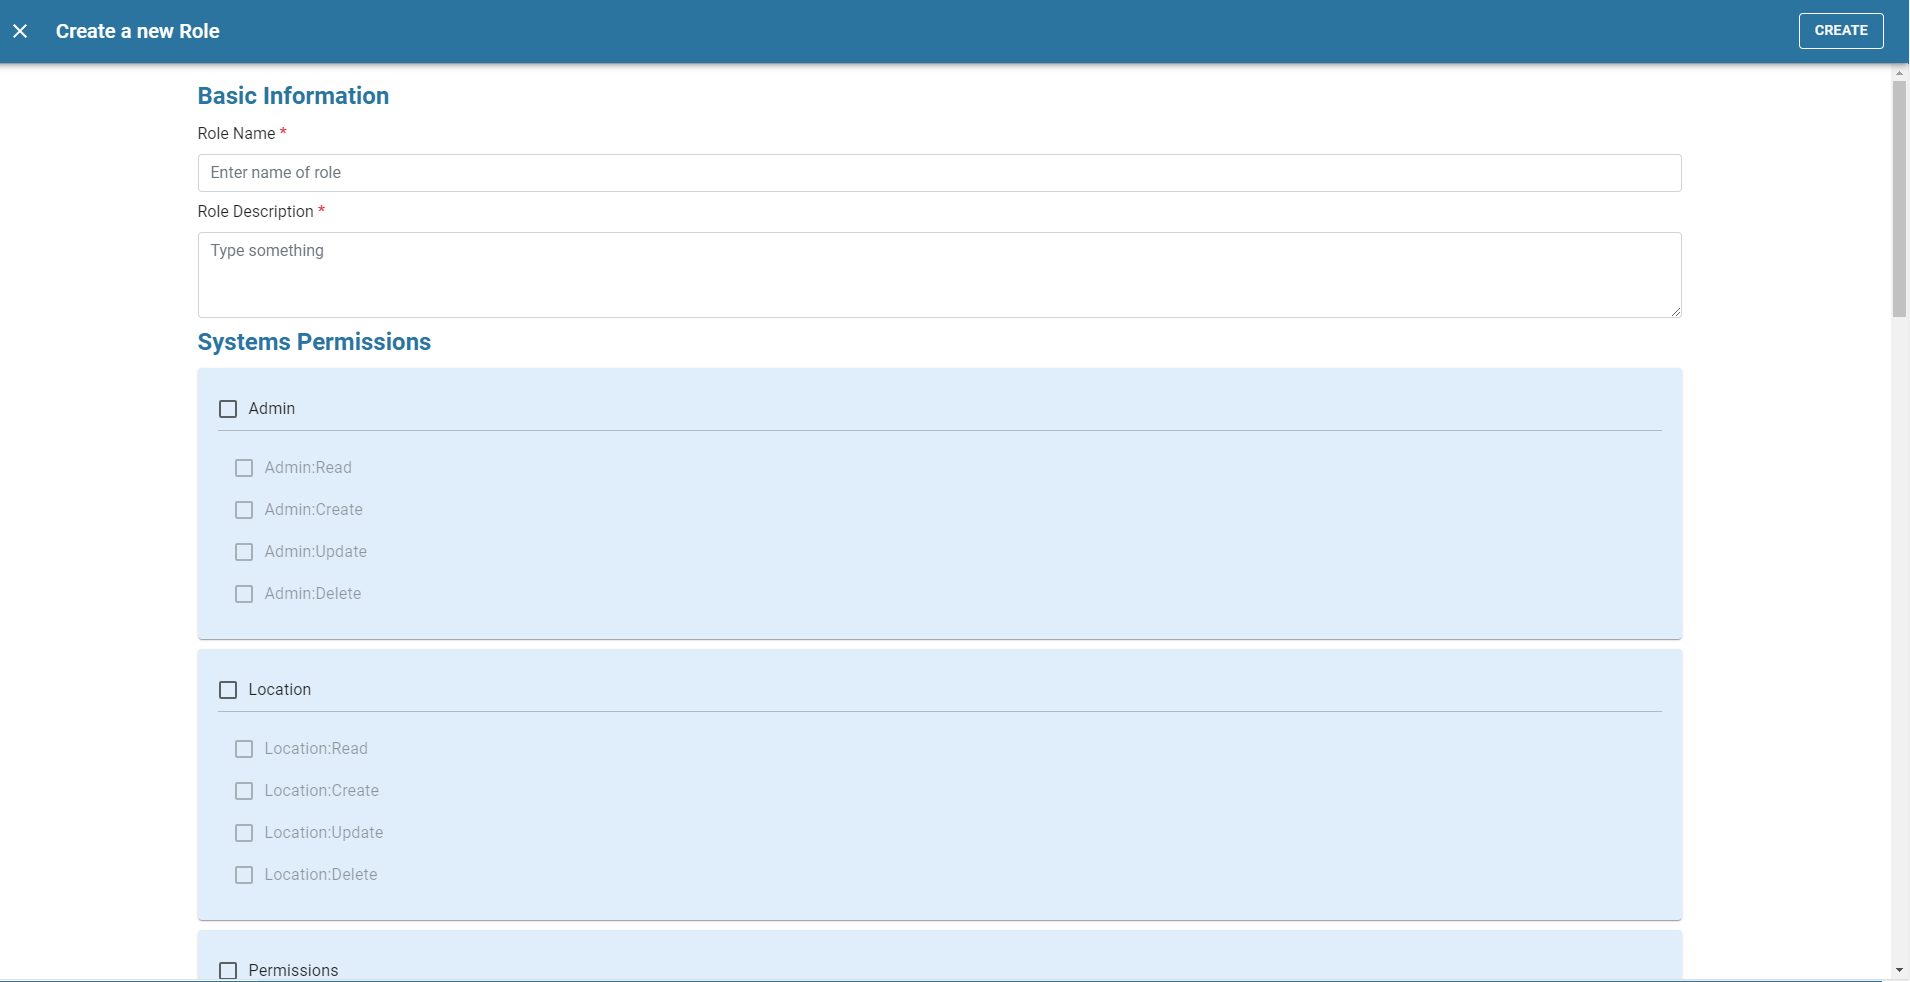 Create a new Role
CREATE
Basic Information
Role Name *
Enter name of role
Role Description *
Type something
Systems Permissions
Admin
Admin:Read
Admin:Create
Admin:Update
Admin:Delete
Location
Location:Read
Location:Create
Location:Update
Location:Delete
Permissions